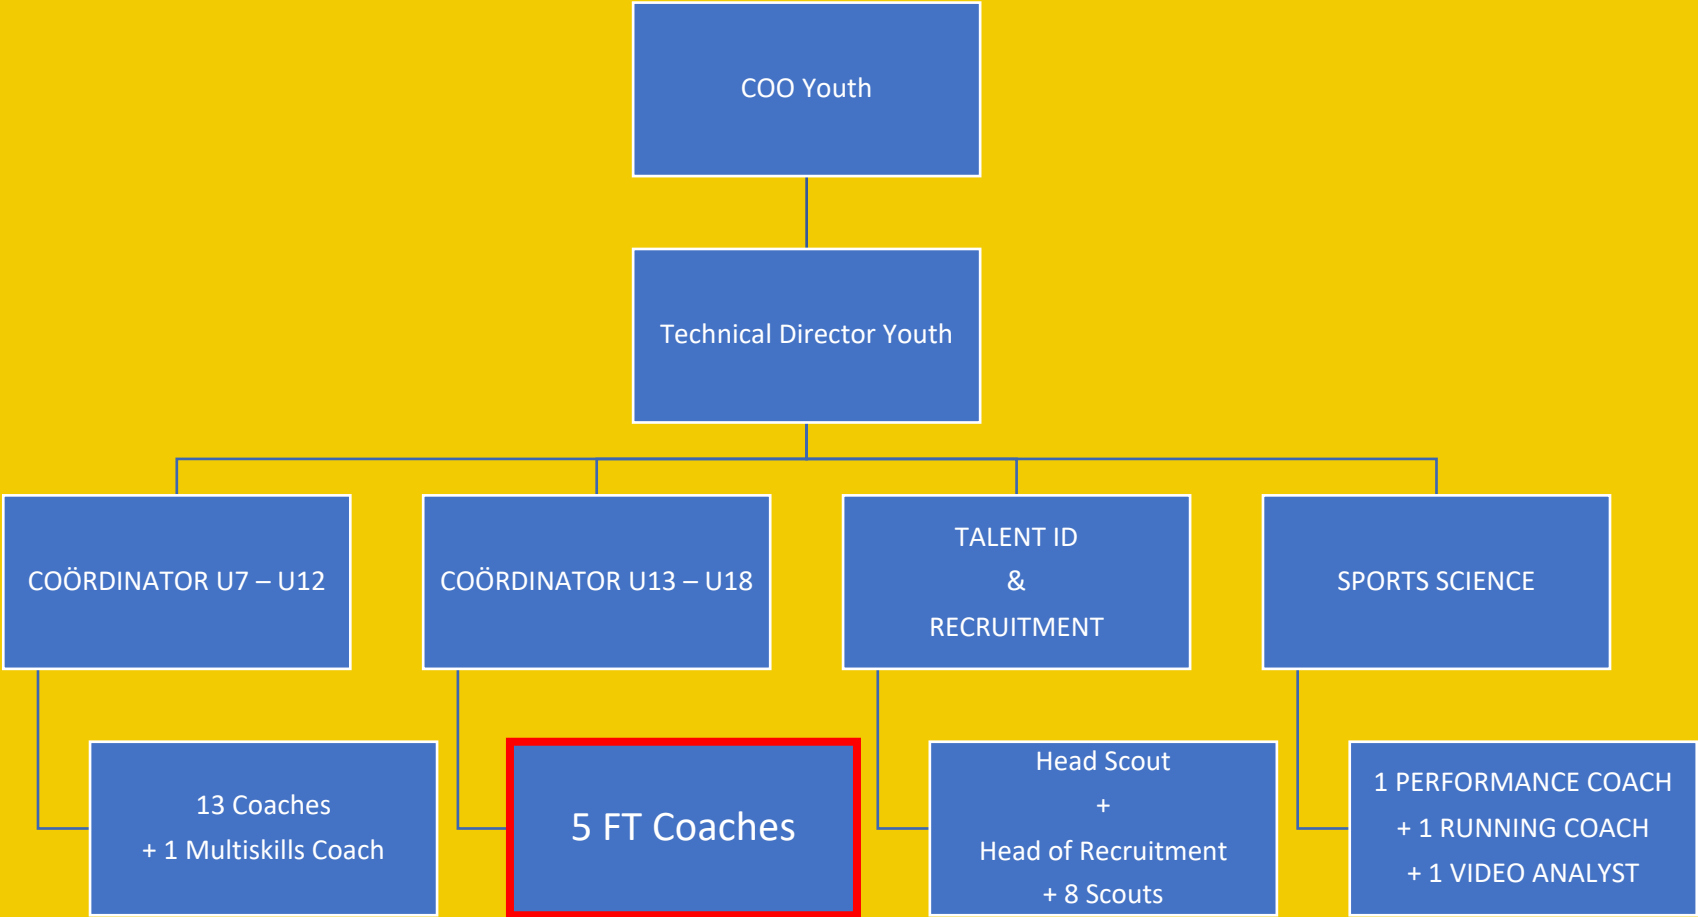 COO Youth
Technical Director Youth
COÖRDINATOR U7 – U12
COÖRDINATOR U13 – U18
TALENT ID
&
RECRUITMENT
SPORTS SCIENCE
13 Coaches
+ 1 Multiskills Coach
5 FT Coaches
Head Scout
+
Head of Recruitment
+ 8 Scouts
1 PERFORMANCE COACH
+ 1 RUNNING COACH
+ 1 VIDEO ANALYST